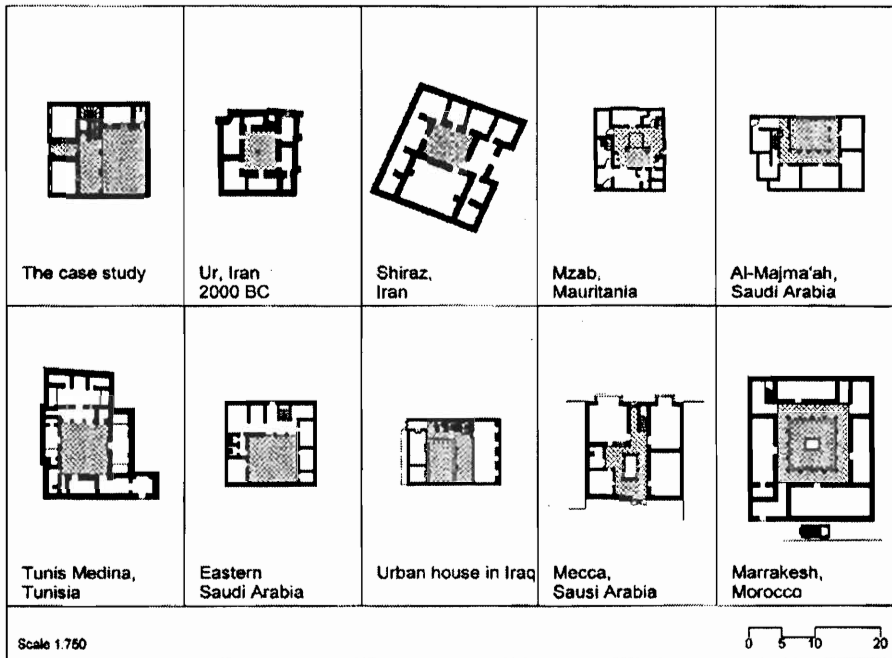 The case study
Ur, Iran
2000 BC
Shiraz,
Iran
Mzab,
Mauritania
Al-Majma'ah,
Saudi Arabia
Tunis Medina,
Tunisia
Eastern
Saudi Arabia
Urban house in Iraq
Mecca,
Sausi Arabia
Marrakesh,
Morocco
Scale 1.750
0 5 10 20